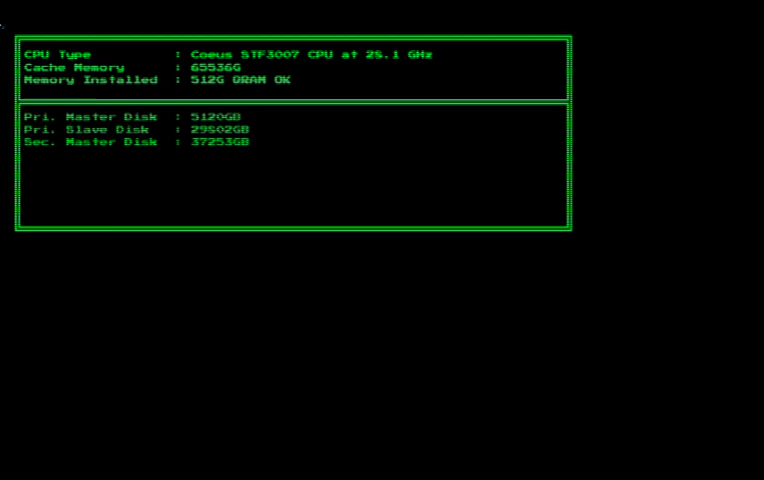 CPU Type : Coeus STF3007 CPU at 25.1 GHz
Cache Memory : 65536G
Memory Installed : 512G QRAM OK
Pri. Master Disk : 5120GB
Pri. Slave Disk : 29502GB
Sec. Master Disk : 37253GB